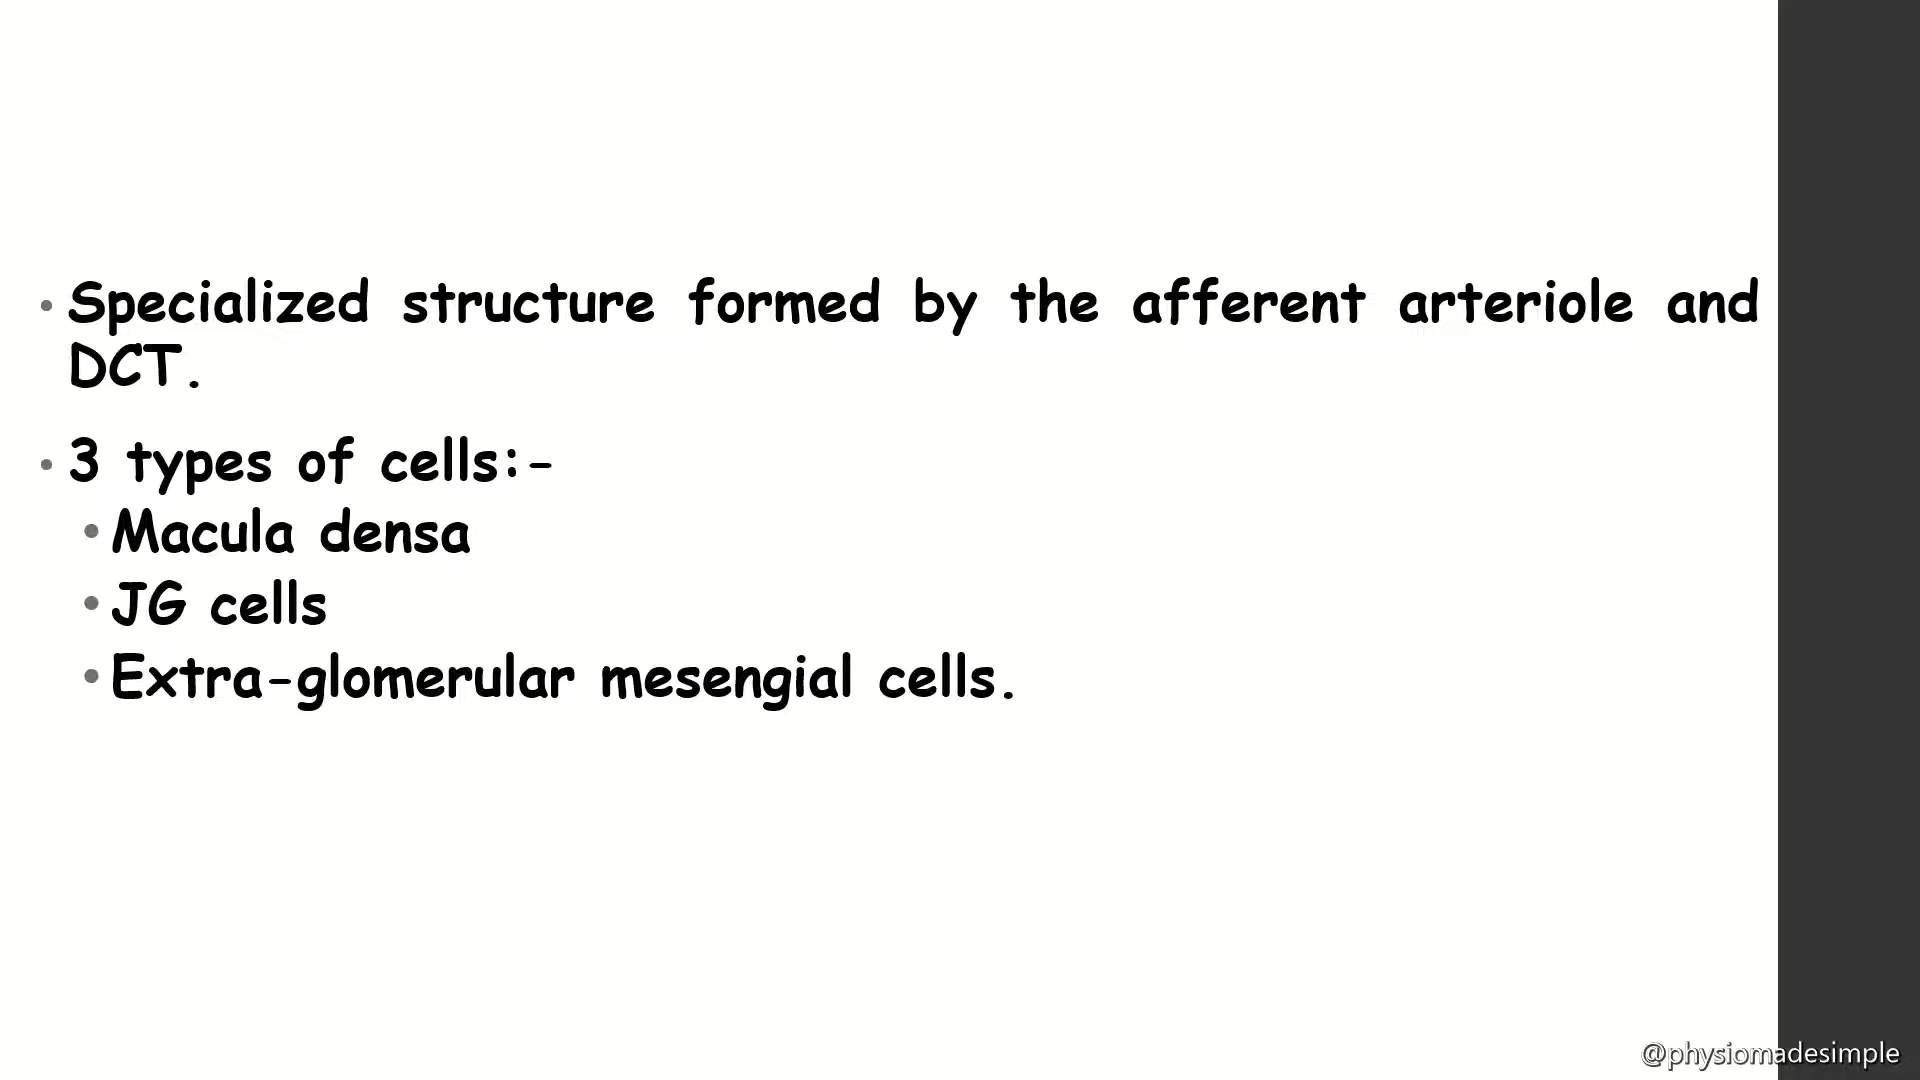 • Specialized structure formed by the afferent arteriole and
DCT.
• 3 types of cells:-
• Macula densa
• JG cells
• Extra-glomerular mesengial cells.
@physiomadesimple